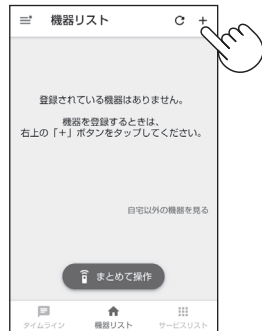 機器リスト
登録されている機器はありません。
機器を登録するときは、
右上の「+」ボタンをタップしてください。
自宅以外の機器を見る
まとめて操作
タイムライン 機器リスト サービスリスト